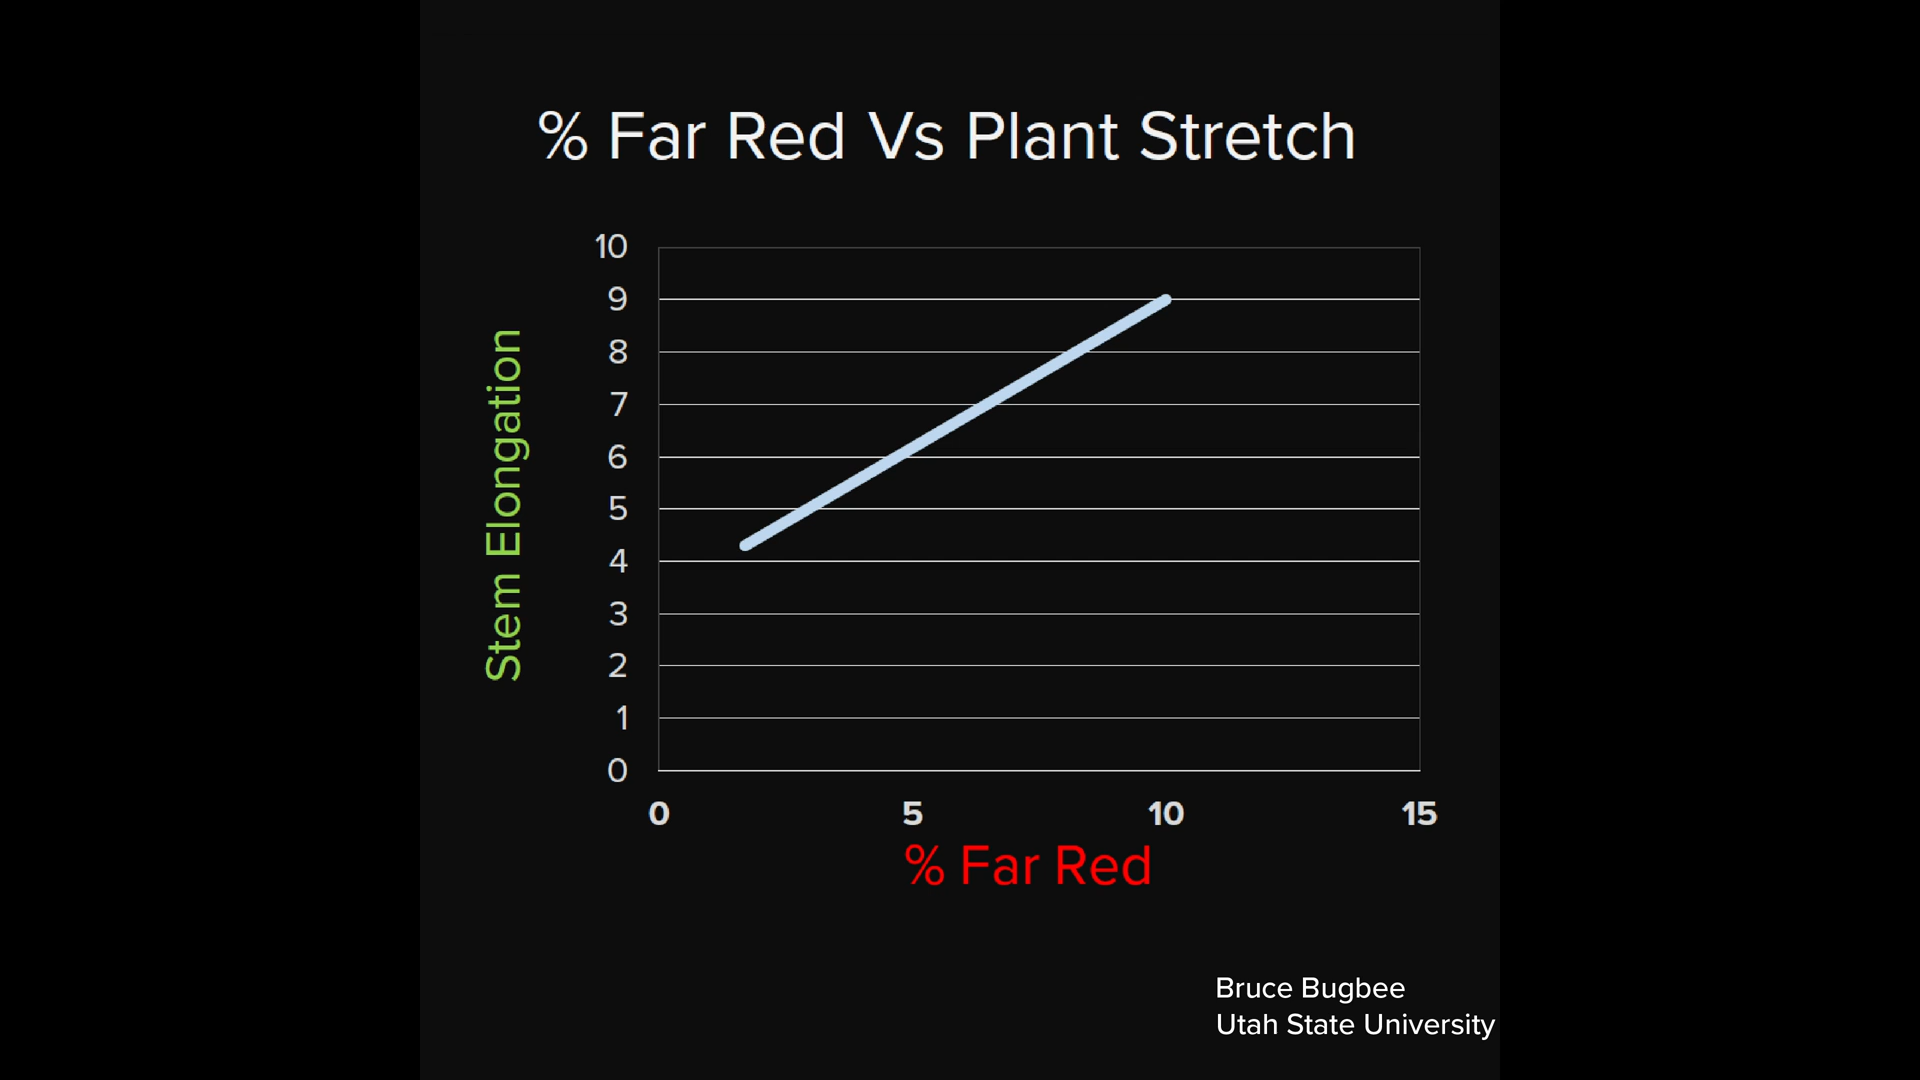 % Far Red Vs Plant Stretch
10
9
8
7
6
5
4
3
2
1
0
Stem Elongation
0 5 10 15
% Far Red
Bruce Bugbee
Utah State University